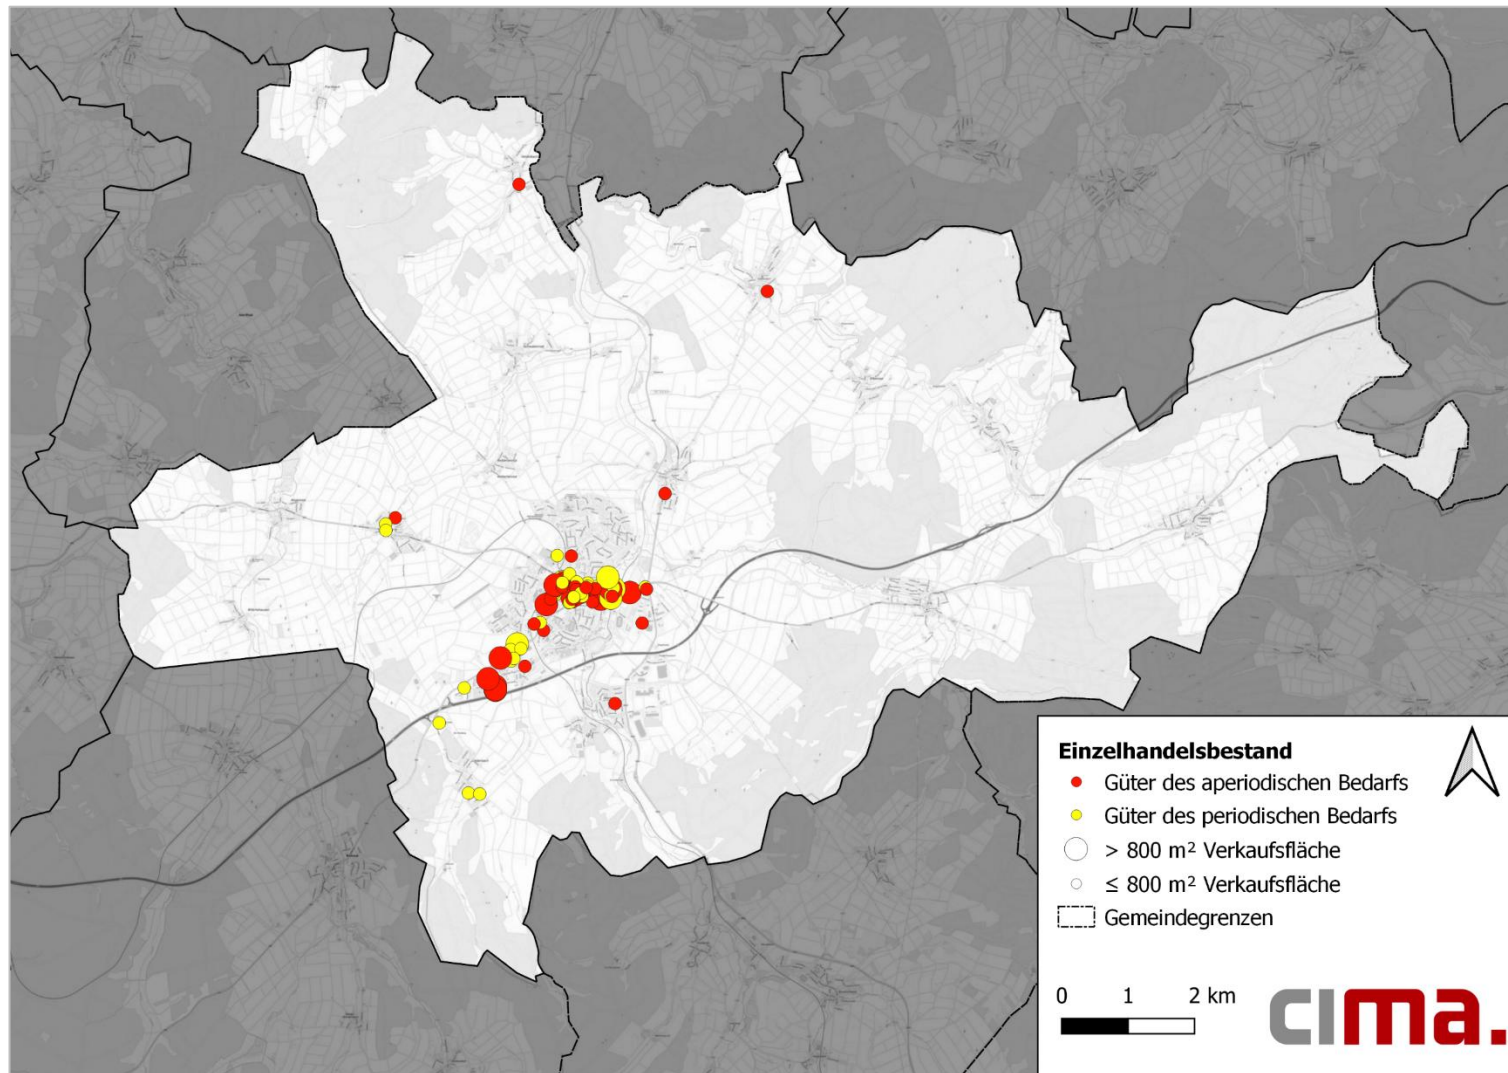 Einzelhandelsbestand
Güter des aperiodischen Bedarfs
Güter des periodischen Bedarfs
> 800 m² Verkaufsfläche
≤ 800 m² Verkaufsfläche
Gemeindegrenzen
0 1 2 km
cima.